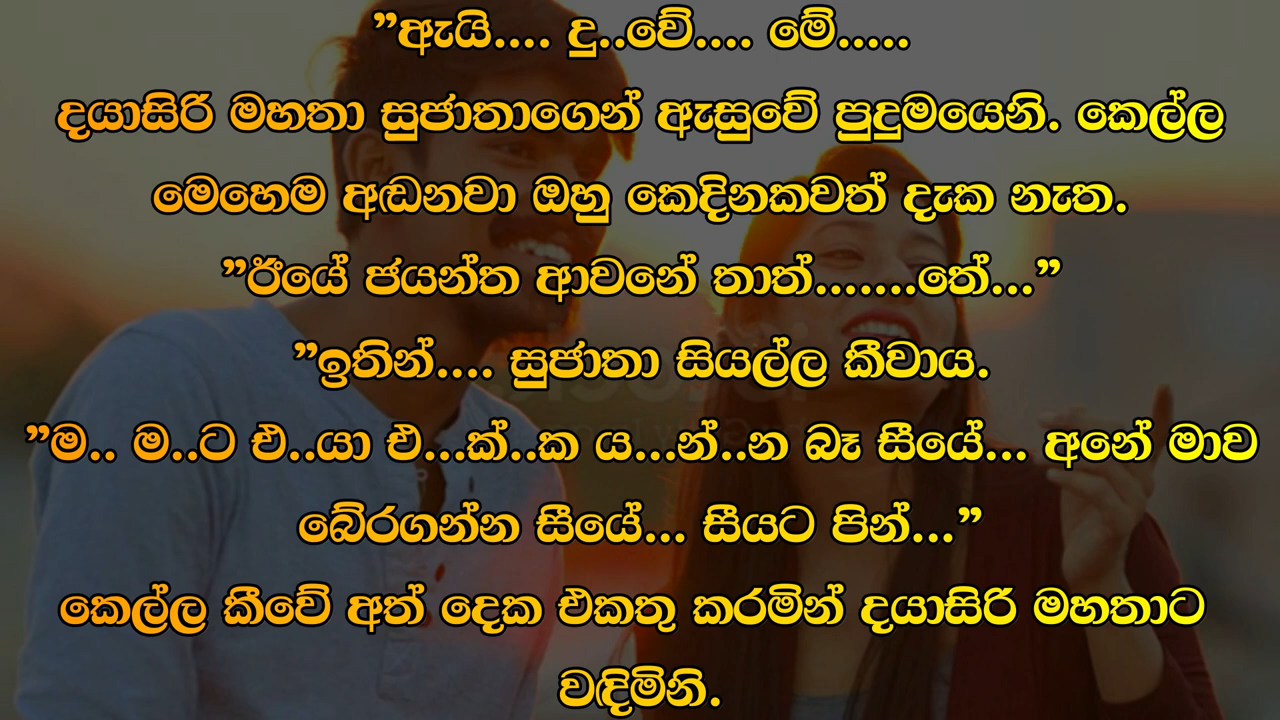 ”ඇයි.... දු..වේ.... මේ.....
දයාසිරි මහතා සුජාතාගෙන් ඇසුවේ පුදුමයෙනි. කෙල්ල
මෙහෙම අඬනවා ඔහු කෙදිනකවත් දැක නැත.
”ඊයේ ජයන්ත ආවනේ තාත්.......තේ...”
”ඉතින්.... සුජාතා සියල්ල කීවාය.
”ම.. ම..ට එ..යා එ...ක්..ක ය...න්..න බෑ සීයේ... අනේ මාව
බේරගන්න සීයේ... සීයට පින්...”
කෙල්ල කීවේ අත් දෙක එකතු කරමින් දයාසිරි මහතාට
වඳිමිනි.